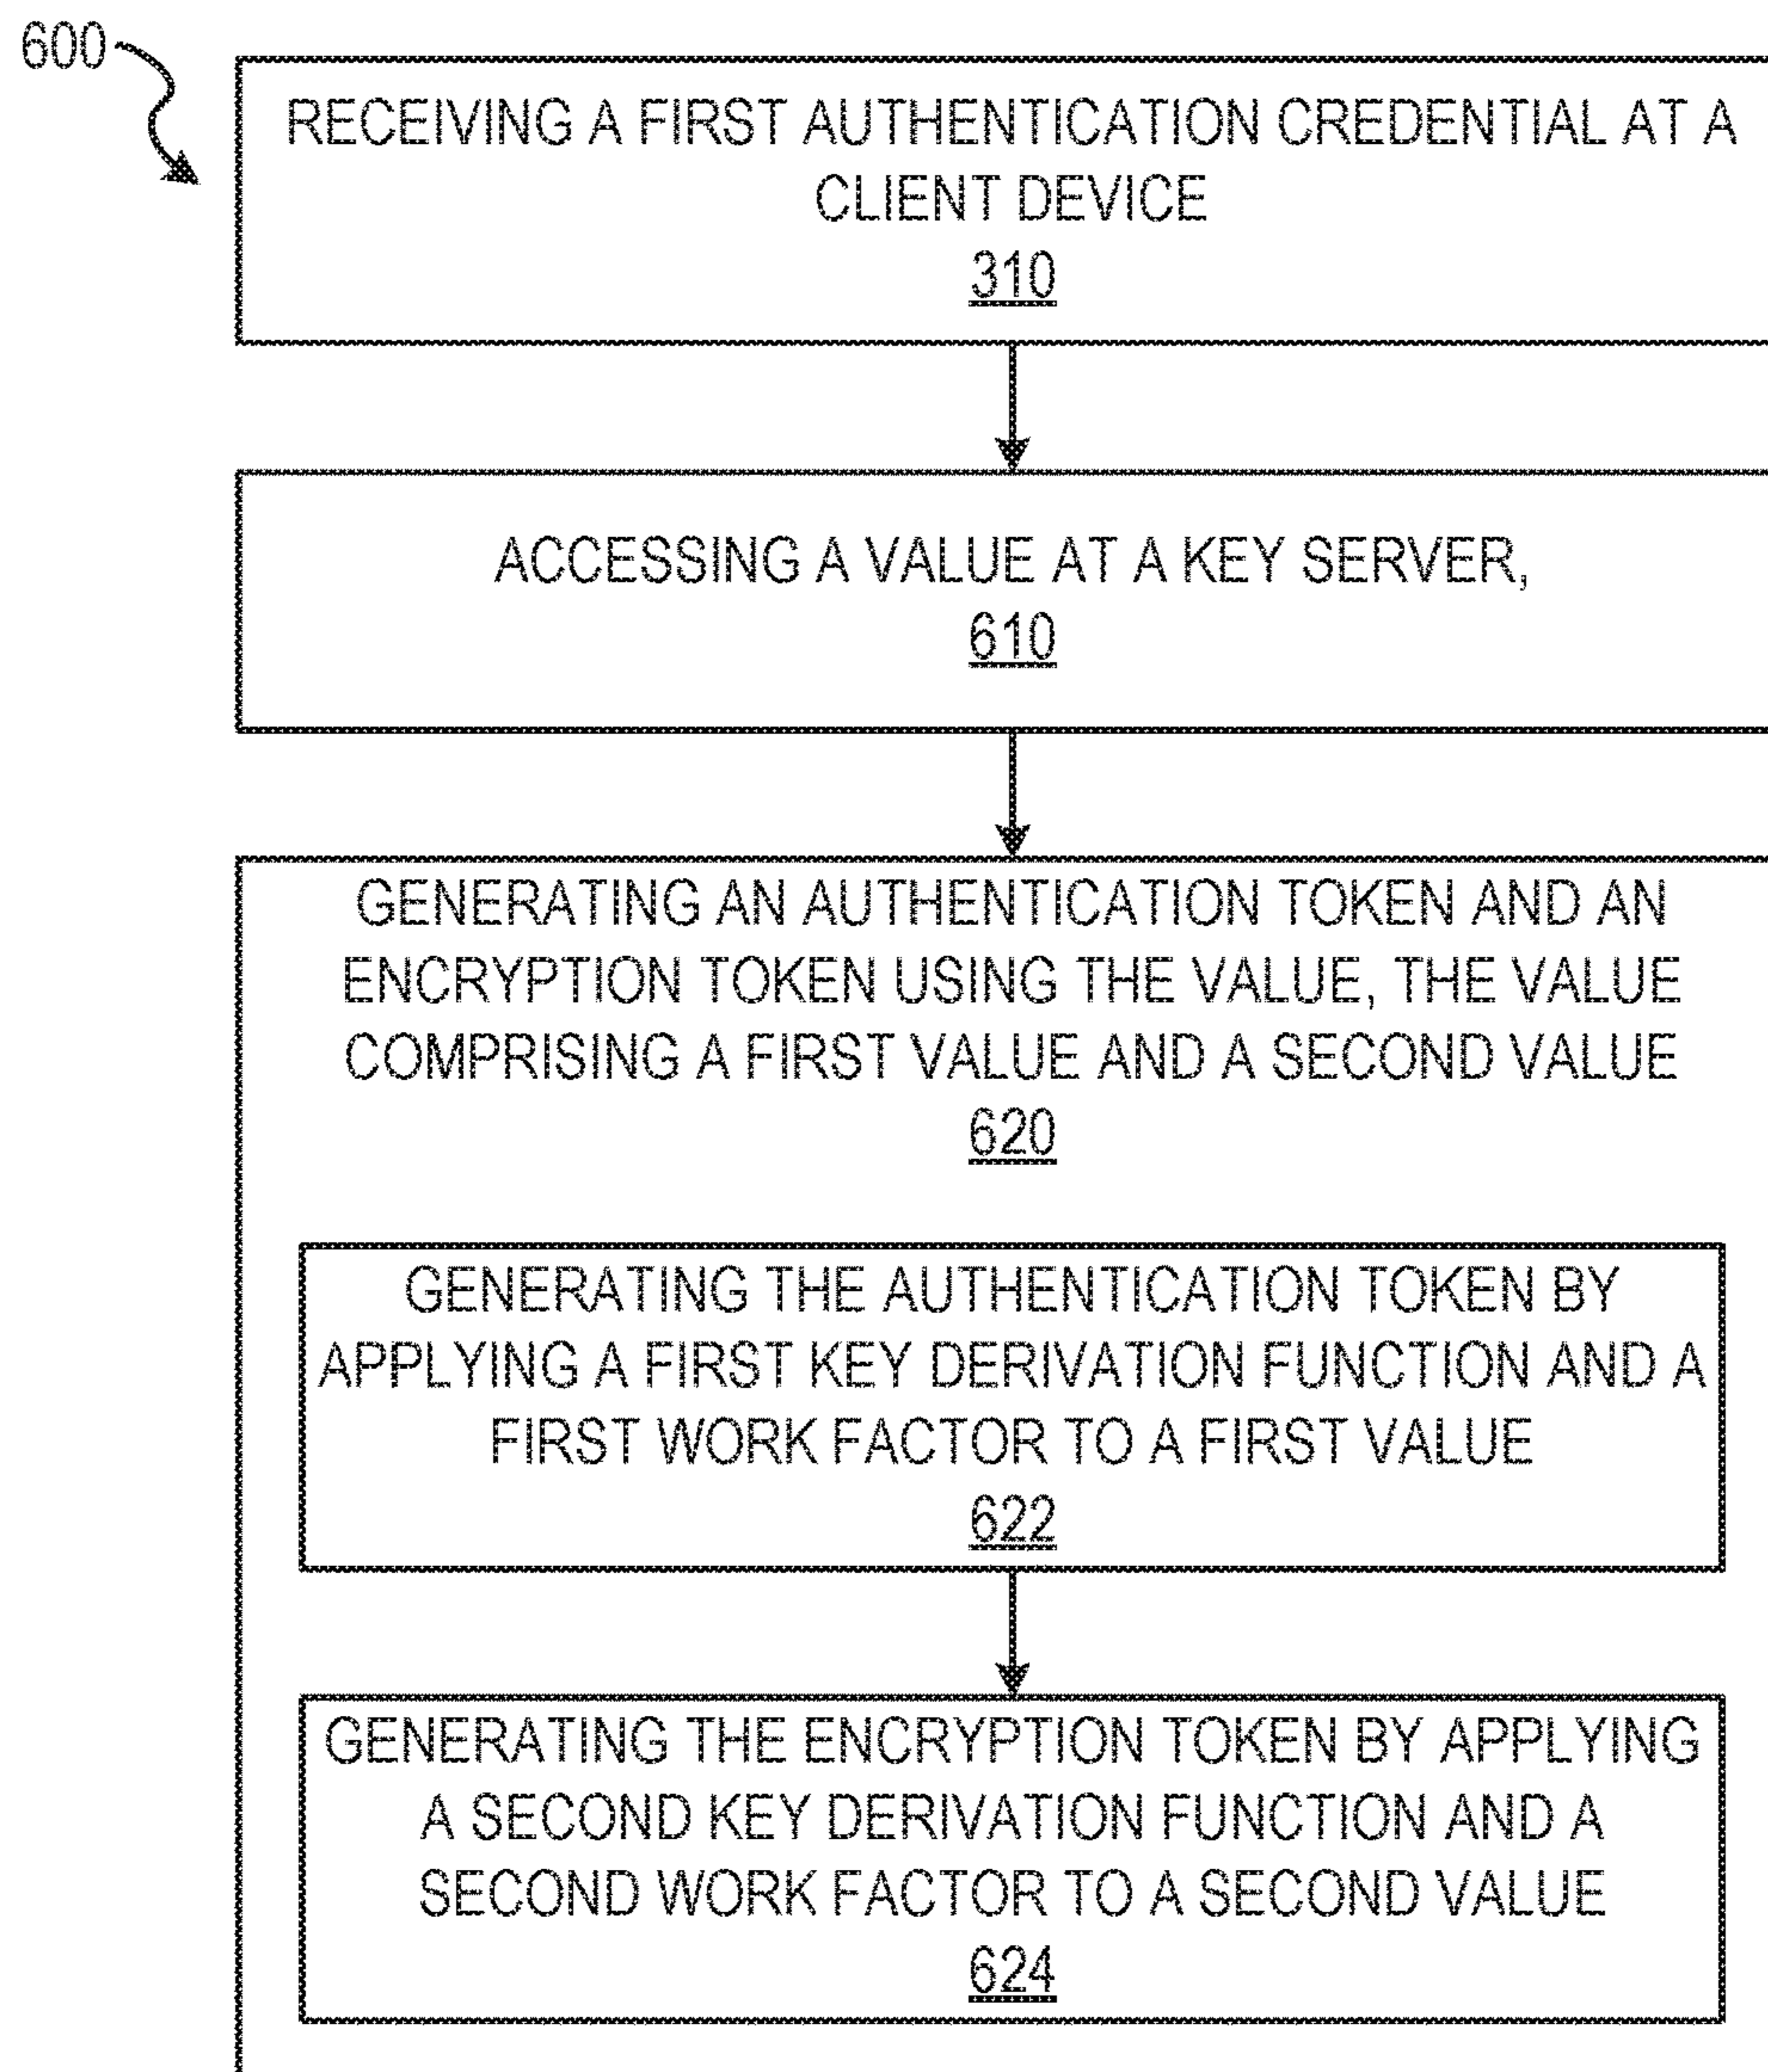 600
RECEIVING A FIRST AUTHENTICATION CREDENTIAL AT A
CLIENT DEVICE
310
ACCESSING A VALUE AT A KEY SERVER,
610
GENERATING AN AUTHENTICATION TOKEN AND AN
ENCRYPTION TOKEN USING THE VALUE, THE VALUE
COMPRISING A FIRST VALUE AND A SECOND VALUE
620
GENERATING THE AUTHENTICATION TOKEN BY
APPLYING A FIRST KEY DERIVATION FUNCTION AND A
FIRST WORK FACTOR TO A FIRST VALUE
622
GENERATING THE ENCRYPTION TOKEN BY APPLYING
A SECOND KEY DERIVATION FUNCTION AND A
SECOND WORK FACTOR TO A SECOND VALUE
624